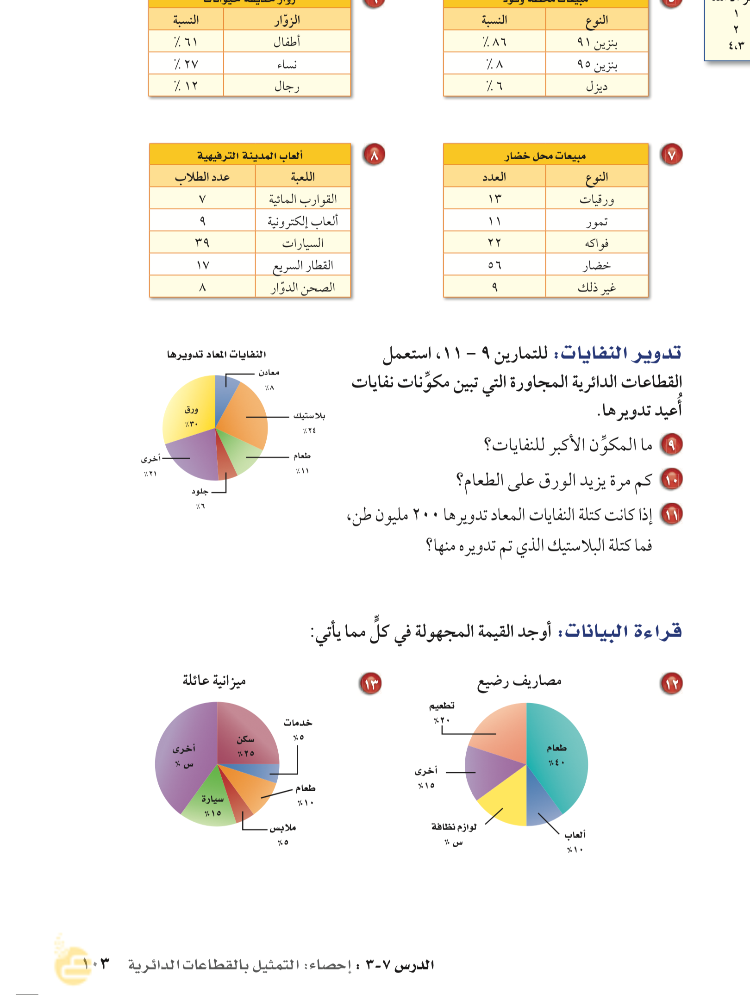 ١
٢
٤،٣
النوع النسبة
بنزين ٩١ ٨٦ ٪
بنزين ٩٥ ٨ ٪
ديزل ٦ ٪
الزوّار النسبة
أطفال ٦١ ٪
نساء ٢٧ ٪
رجال ١٢ ٪
٧
مبيعات محل خضار
النوع العدد
ورقيات ١٣
تمور ١١
فواكه ٢٢
خضار ٥٦
غير ذلك ٩
٨
ألعاب المدينة الترفيهية
اللعبة عدد الطلاب
القوارب المائية ٧
ألعاب إلكترونية ٩
السيارات ٣٩
القطار السريع ١٧
الصحن الدوّار ٨
تدوير النفايات: للتمارين ٩ – ١١، استعمل
القطاعات الدائرية المجاورة التي تبين مكوِّنات نفايات
أُعيد تدويرها.
٩ ما المكوِّن الأكبر للنفايات؟
١٠ كم مرة يزيد الورق على الطعام؟
١١ إذا كانت كتلة النفايات المعاد تدويرها ٢٠٠ مليون طن،
فما كتلة البلاستيك الذي تم تدويره منها؟
النفايات المعاد تدويرها
معادن
٨٪
بلاستيك
٢٤٪
طعام
١١٪
جلود
٦٪
أخرى
٢١٪
ورق
٣٠٪
قراءة البيانات: أوجد القيمة المجهولة في كلٍّ مما يأتي:
١٢ مصاريف رضيع
تطعيم
٢٠٪
طعام
٤٠٪
أخرى
١٥٪
لوازم نظافة
س ٪
ألعاب
١٠٪
١٣ ميزانية عائلة
سكن
٢٥٪
خدمات
٥٪
أخرى
س ٪
طعام
١٠٪
سيارة
١٥٪
ملابس
٥٪
الدرس ٧-٣ : إحصاء: التمثيل بالقطاعات الدائرية ١٠٣